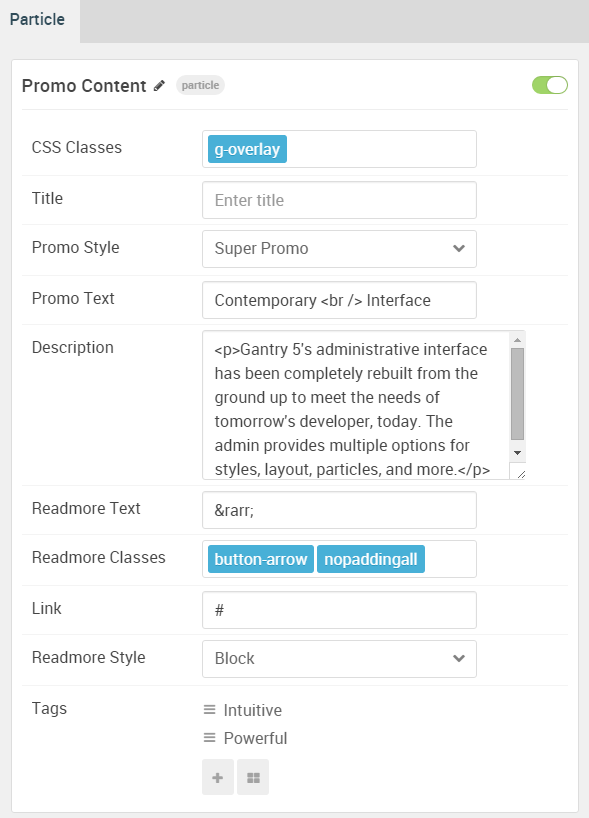 Particle
Promo Content particle
CSS Classes g-overlay
Title Enter title
Promo Style Super Promo
Promo Text Contemporary <br /> Interface
Description <p>Gantry 5's administrative interface
has been completely rebuilt from the
ground up to meet the needs of
tomorrow's developer, today. The
admin provides multiple options for
styles, layout, particles, and more.</p>
Readmore Text &rarr;
Readmore Classes button-arrow nopaddingall
Link #
Readmore Style Block
Tags Intuitive
Powerful